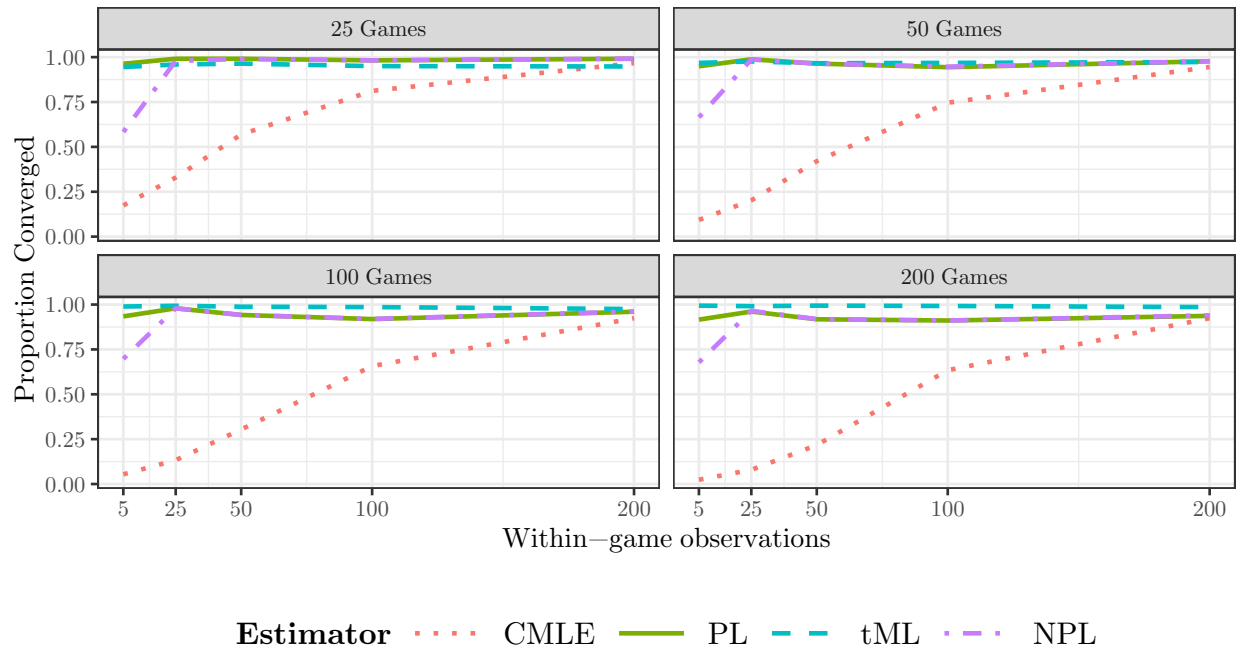 25 Games
50 Games
1.00
0.75
0.50
0.25
0.00
100 Games
200 Games
1.00
0.75
0.50
0.25
0.00
Proportion Converged
5 25 50 100 200
5 25 50 100 200
Within−game observations
Estimator CMLE PL tML NPL